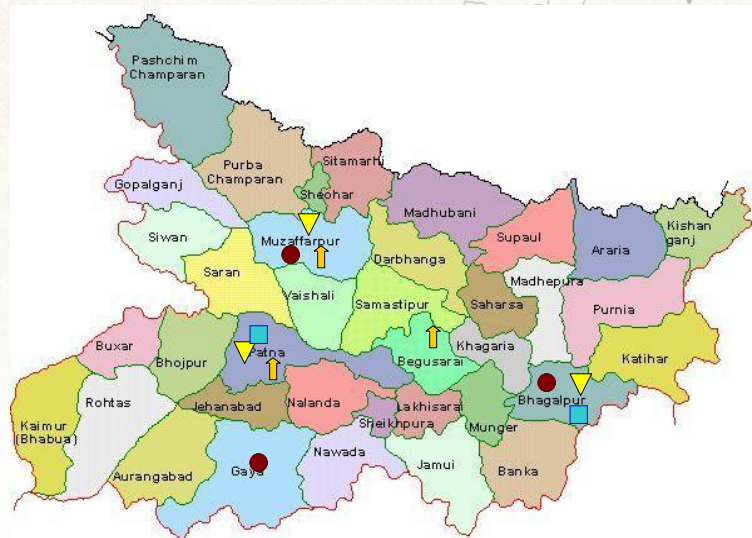 Pashchim
Champaran
Purba
Champaran
Sitamarhi
Sheohar
Gopalganj
Madhubani
Siwan
Muzaffarpur
Darbhanga
Supaul
Araria
Kishan
ganj
Saran
Vaishali
Samastipur
Saharsa
Madhepura
Purnia
Buxar
Bhojpur
Patna
Begusarai
Khagaria
Katihar
Kaimur
(Bhabua)
Rohtas
Jehanabad
Nalanda
Lakhisarai
Sheikhpura
Munger
Bhagalpur
Aurangabad
Gaya
Nawada
Jamui
Banka